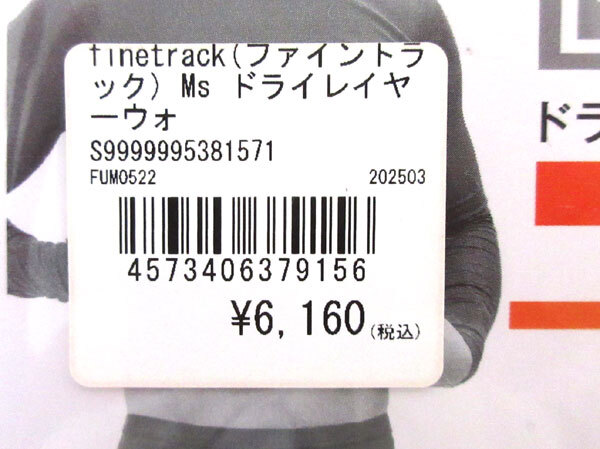 finetrack(ファイントラ
ック) Ms ドライレイヤ
ーウォ
S9999995381571
FUM0522 202503
4573406379156
¥6,160(税込)
ドラ